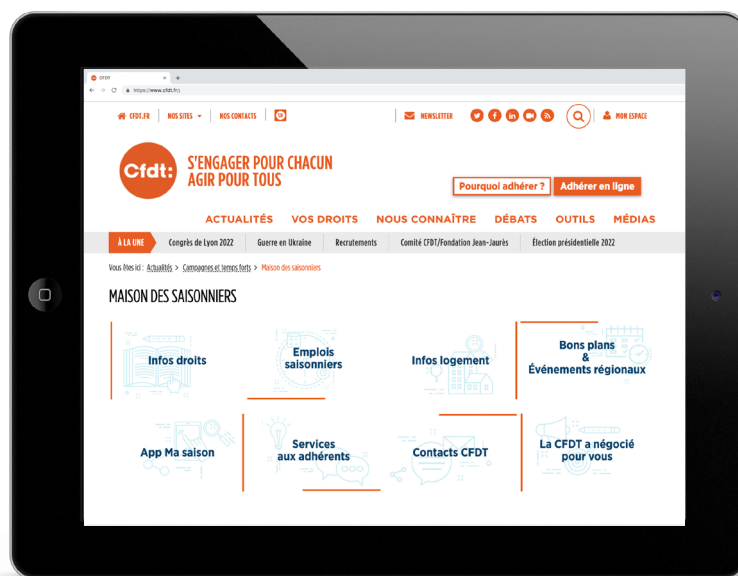 CFDT
https://www.cfdt.fr/j
CFDT.FR
NOS SITES
NOS CONTACTS
NEWSLETTER
MON ESPACE
Cfdt:
S'ENGAGER POUR CHACUN
AGIR POUR TOUS
Pourquoi adhérer ?
Adhérer en ligne
ACTUALITÉS VOS DROITS NOUS CONNAÎTRE DÉBATS OUTILS MÉDIAS
À LA UNE Congrès de Lyon 2022 Guerre en Ukraine Recrutements Comité CFDT/Fondation Jean-Jaurès Élection présidentielle 2022
Vous êtes ici : Actualités > Campagnes et temps forts > Maison des saisonniers
MAISON DES SAISONNIERS
Infos droits
Emplois
saisonniers
Infos logement
Bons plans
&
Événements régionaux
App Ma saison
Services
aux adhérents
Contacts CFDT
La CFDT a négocié
pour vous